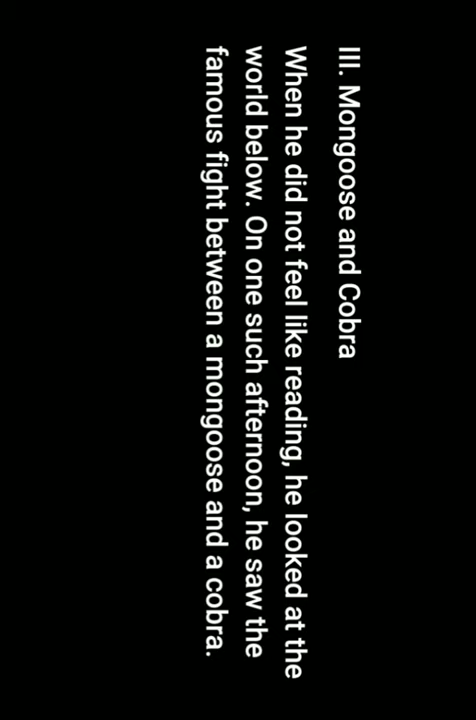 III. Mongoose and Cobra
When he did not feel like reading, he looked at the
world below. On one such afternoon, he saw the
famous fight between a mongoose and a cobra.